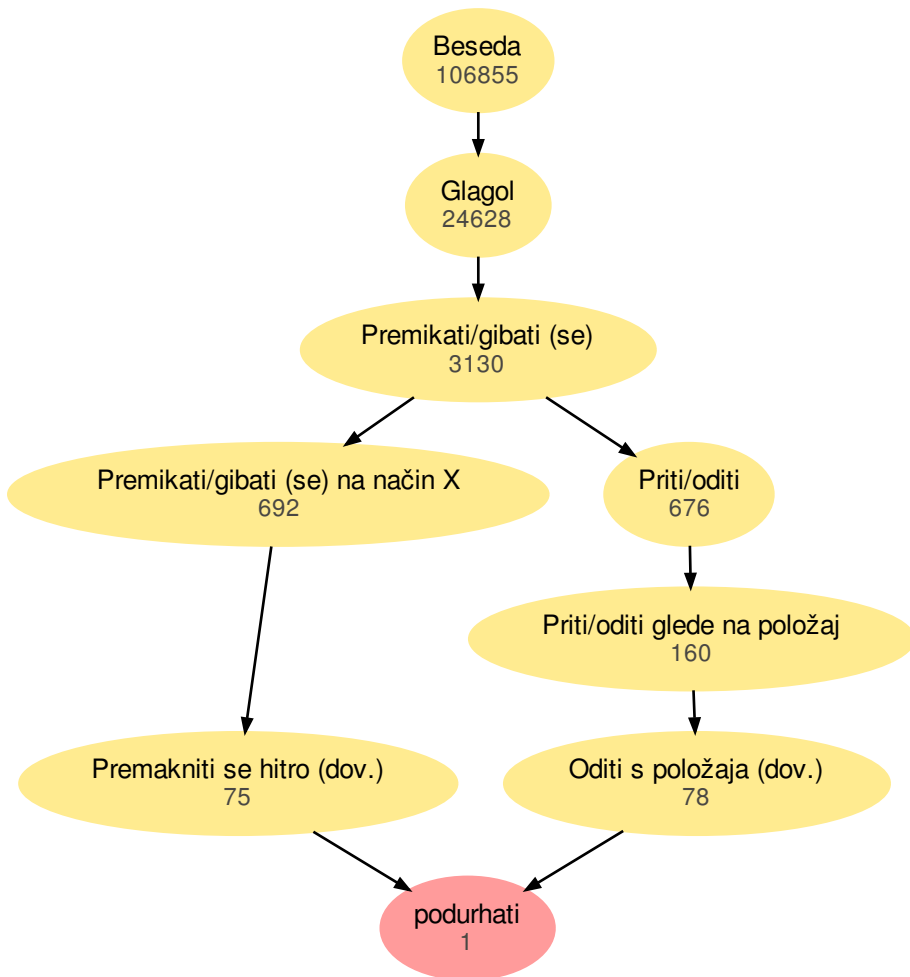 Beseda
106855
Glagol
24628
Premikati/gibati (se)
3130
Premikati/gibati (se) na način X
692
Priti/oditi
676
Priti/oditi glede na položaj
160
Premakniti se hitro (dov.)
75
Oditi s položaja (dov.)
78
podurhati
1